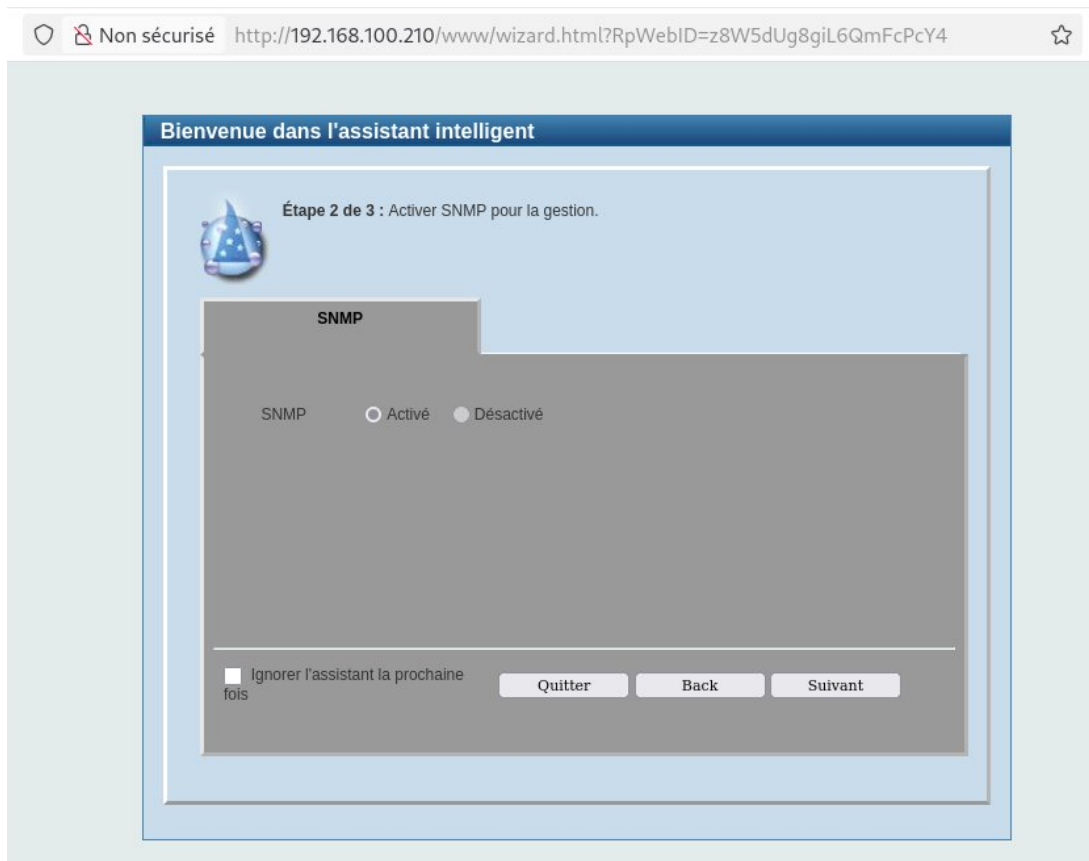 Non sécurisé http://192.168.100.210/www/wizard.html?RpWebID=z8W5dUg8giL6QmFcPcY4
Bienvenue dans l'assistant intelligent
Étape 2 de 3 : Activer SNMP pour la gestion.
SNMP
SNMP Activé Désactivé
Ignorer l'assistant la prochaine
fois
Quitter Back Suivant